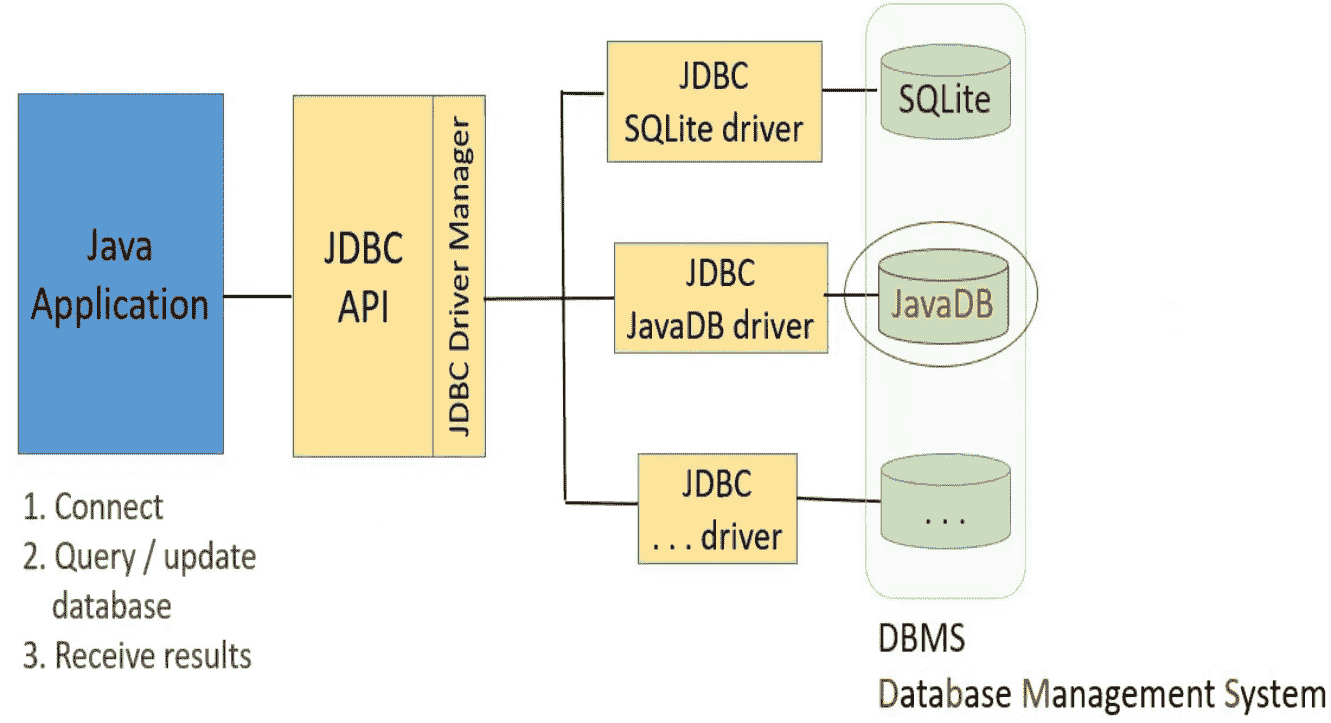 Java
Application
JDBC
API
JDBC Driver Manager
JDBC
SQLite driver
JDBC
JavaDB driver
JDBC
. . . driver
SQLite
JavaDB
. . .
1. Connect
2. Query / update
database
3. Receive results
DBMS
Database Management System